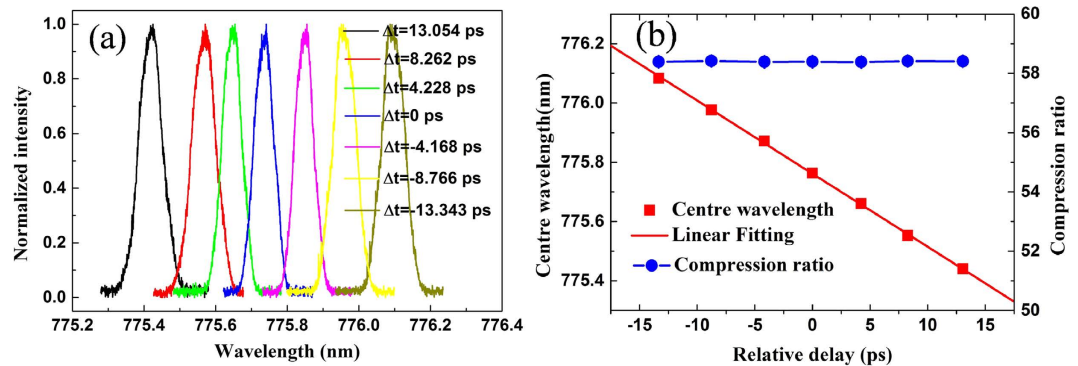 (a)
Δt=13.054 ps
Δt=8.262 ps
Δt=4.228 ps
Δt=0 ps
Δt=-4.168 ps
Δt=-8.766 ps
Δt=-13.343 ps
1.0
0.8
0.6
0.4
0.2
0.0
Normalized intensity
775.2 775.4 775.6 775.8 776.0 776.2 776.4
Wavelength (nm)
(b)
776.2
776.0
775.8
775.6
775.4
Centre wavelength(nm)
Centre wavelength
Linear Fitting
Compression ratio
60
58
56
54
52
50
Compression ratio
-15 -10 -5 0 5 10 15
Relative delay (ps)